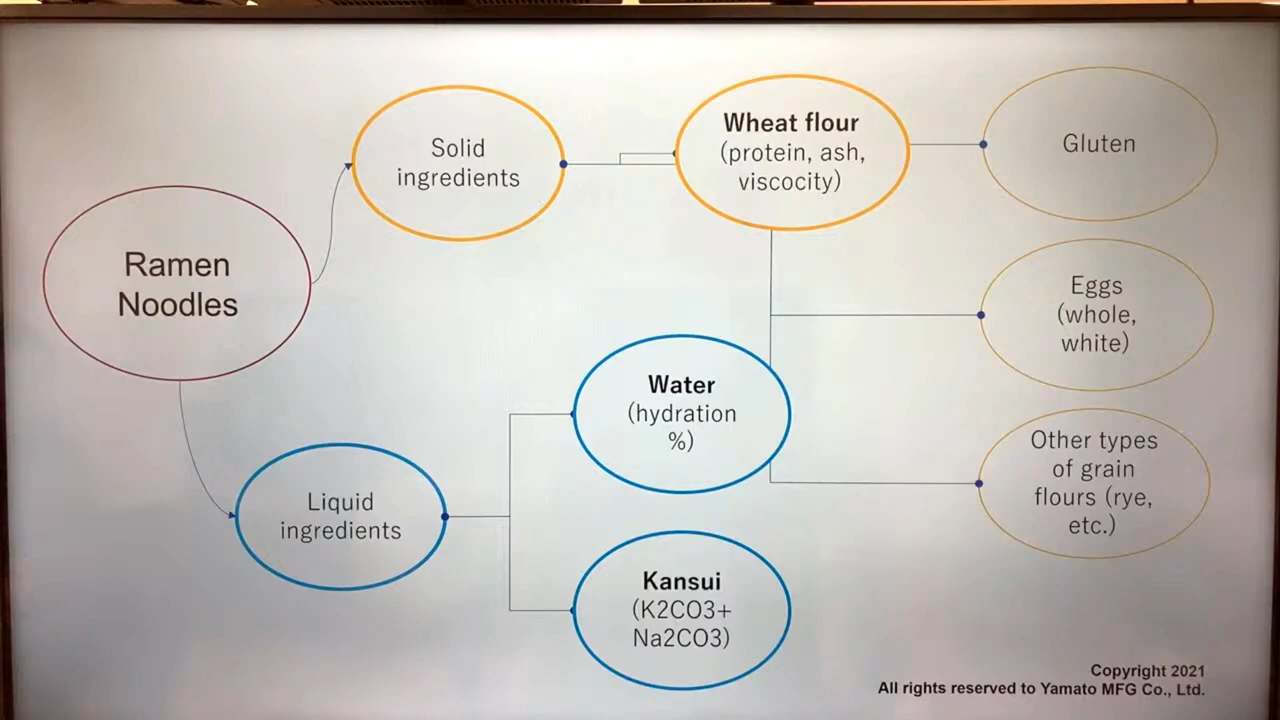 Ramen
Noodles
Solid
ingredients
Wheat flour
(protein, ash,
viscocity)
Gluten
Eggs
(whole,
white)
Other types
of grain
flours (rye,
etc.)
Liquid
ingredients
Water
(hydration
%)
Kansui
(K2CO3+
Na2CO3)
Copyright 2021
All rights reserved to Yamato MFG Co., Ltd.